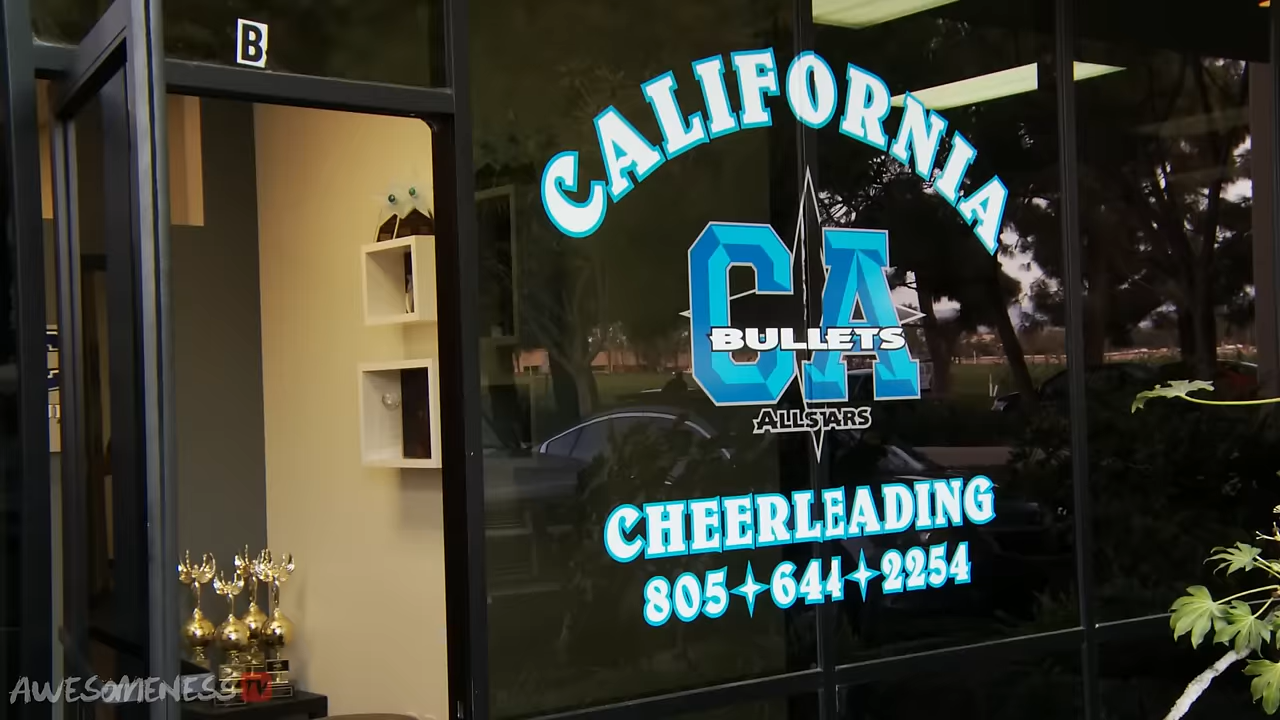 B
CALIFORNIA
CA
BULLETS
ALLSTARS
CHEERLEADING
805 644 2254
AWESOMENESS TV